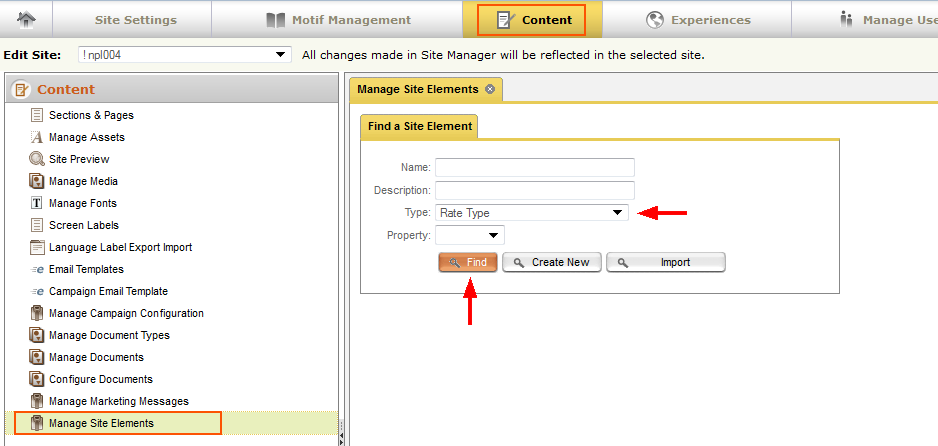 Site Settings
Motif Management
Content
Experiences
Manage Use
Edit Site: !npl004 All changes made in Site Manager will be reflected in the selected site.
Content
Sections & Pages
Manage Assets
Site Preview
Manage Media
Manage Fonts
Screen Labels
Language Label Export Import
Email Templates
Campaign Email Template
Manage Campaign Configuration
Manage Document Types
Manage Documents
Configure Documents
Manage Marketing Messages
Manage Site Elements
Manage Site Elements
Find a Site Element
Name:
Description:
Type: Rate Type
Property:
Find Create New Import